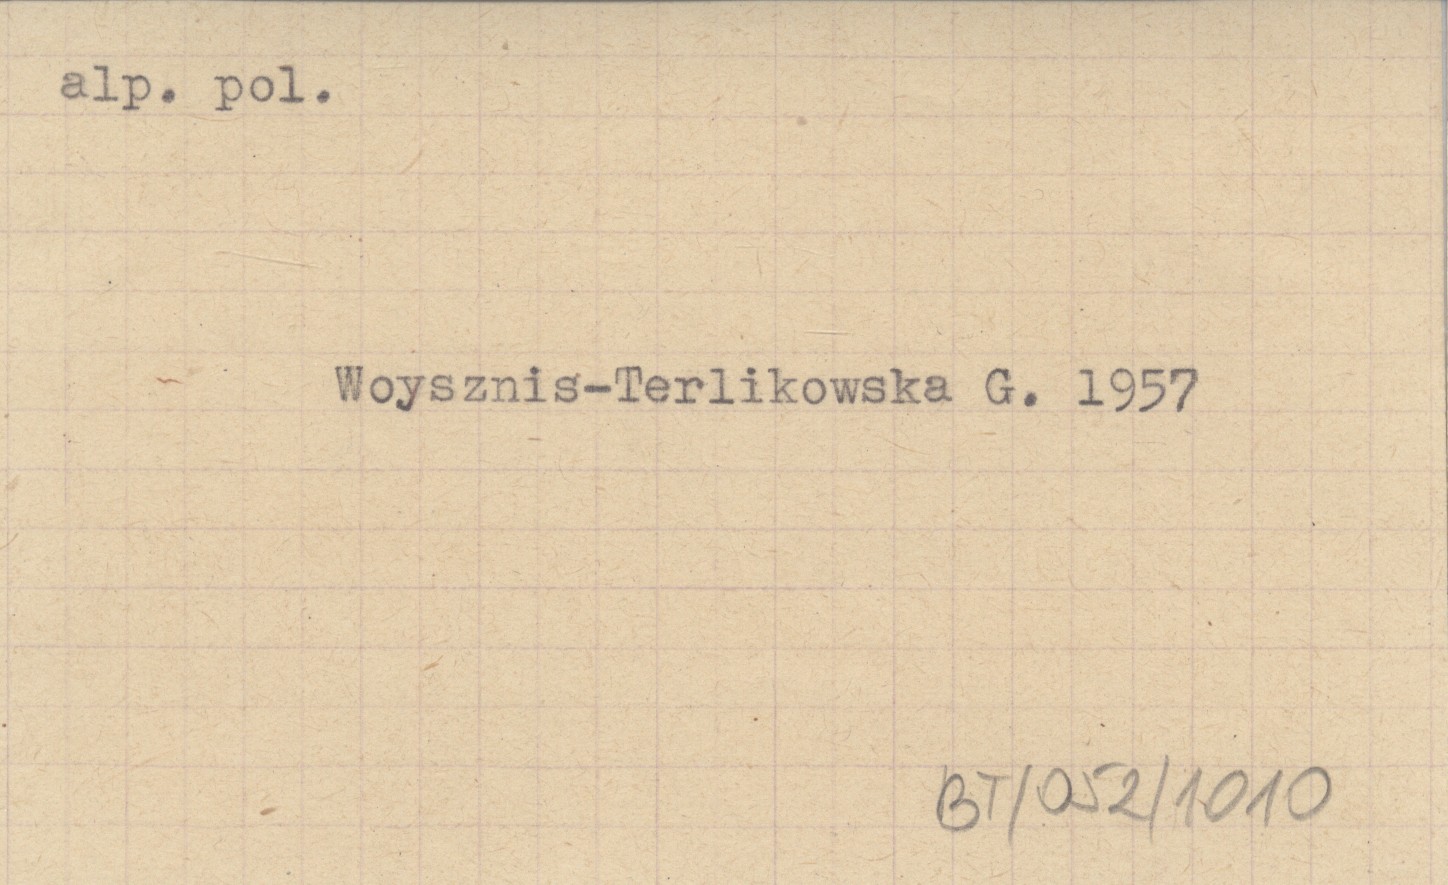 alp. pol.
Woysznis-Terlikowska G. 1957
BT/052/1010